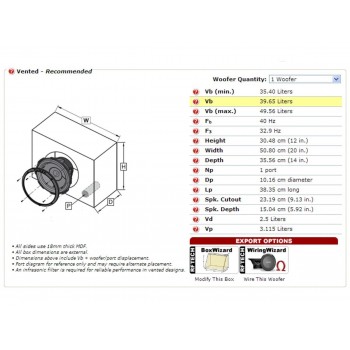 Vented - Recommended
Woofer Quantity: 1 Woofer
Vb (min.) 35.40 Liters
Vb 39.65 Liters
Vb (max.) 49.56 Liters
Fb 40 Hz
F3 32.9 Hz
Height 30.48 cm (12 in.)
Width 50.80 cm (20 in.)
Depth 35.56 cm (14 in.)
Np 1 port
Dp 10.16 cm diameter
Lp 38.35 cm long
Spk. Cutout 23.19 cm (9.13 in.)
Spk. Depth 15.04 cm (5.92 in.)
Vd 2.5 Liters
Vp 3.115 Liters
W
H
P
D
• All sides use 18mm thick MDF.
• All box dimensions are external.
• Dimensions above include Vb + woofer/port displacement.
• Port diagram for reference only and may require alternate placement.
• An infrasonic filter is required for reliable performance in vented designs.
EXPORT OPTIONS
RFTECH BoxWizard
RFTECH WiringWizard
Ω
Modify This Box
Wire This Woofer